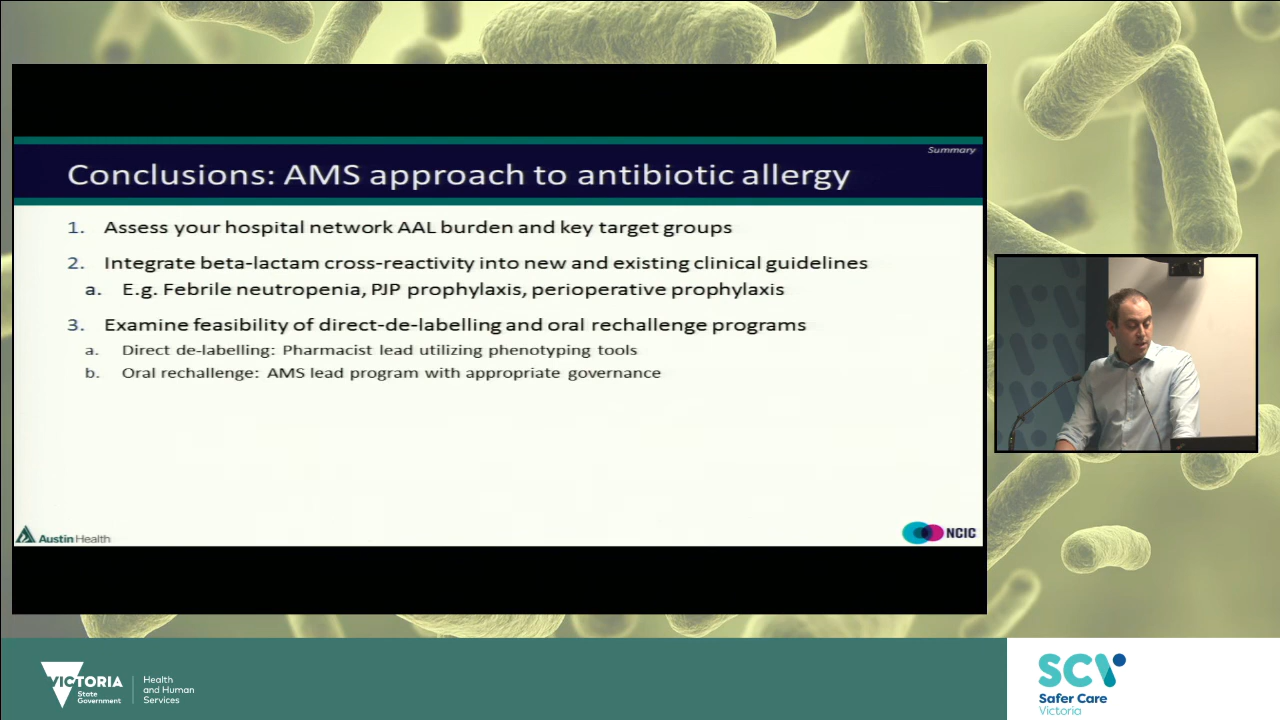 Summary
Conclusions: AMS approach to antibiotic allergy
1. Assess your hospital network AAL burden and key target groups
2. Integrate beta-lactam cross-reactivity into new and existing clinical guidelines
a. E.g. Febrile neutropenia, PJP prophylaxis, perioperative prophylaxis
3. Examine feasibility of direct-de-labelling and oral rechallenge programs
a. Direct de-labelling: Pharmacist lead utilizing phenotyping tools
b. Oral rechallenge: AMS lead program with appropriate governance
Austin Health
NCIC
VICTORIA
State
Government
Health
and Human
Services
SCV
Safer Care
Victoria